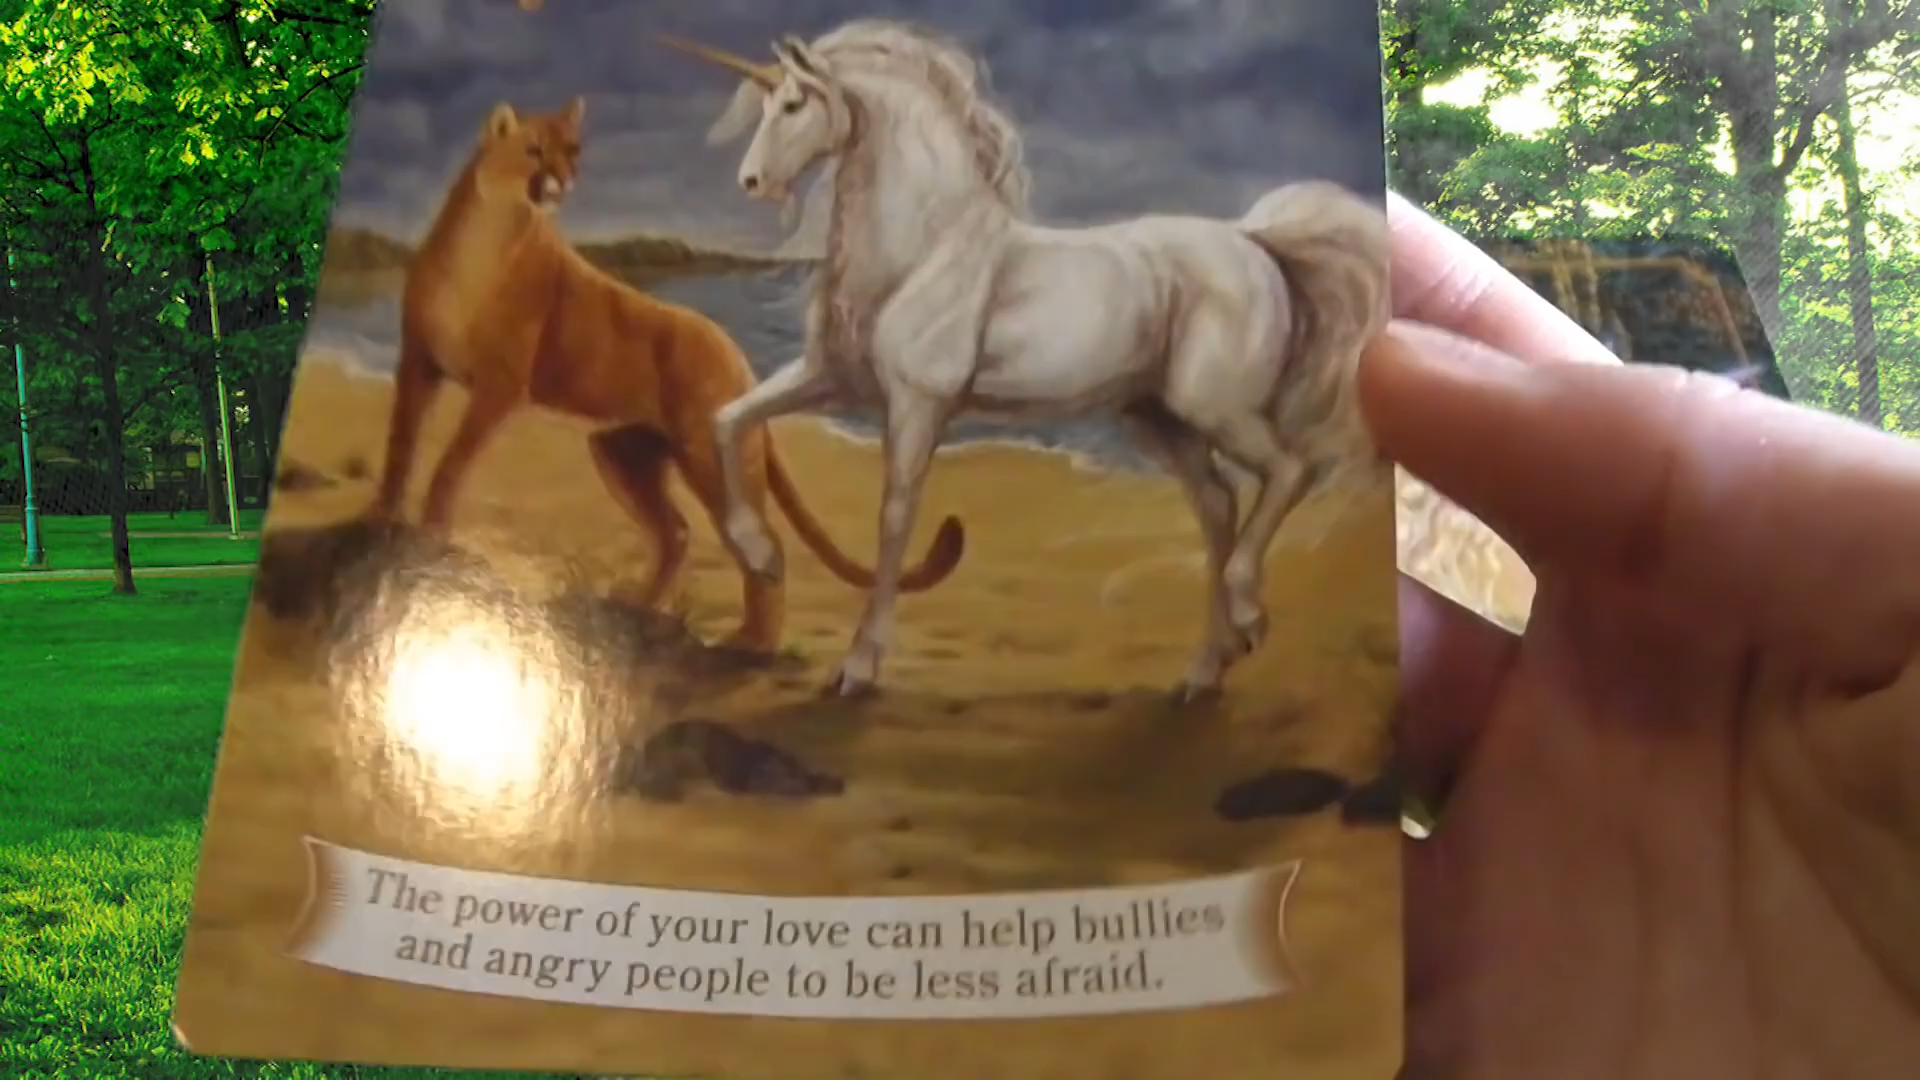 The power of your love can help bullies
and angry people to be less afraid.